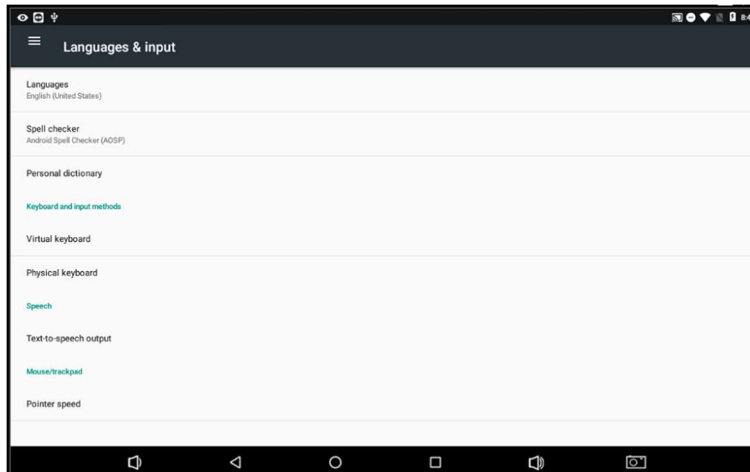 Languages & input
Languages
English (United States)
Spell checker
Android Spell Checker (AOSP)
Personal dictionary
Keyboard and input methods
Virtual keyboard
Physical keyboard
Speech
Text-to-speech output
Mouse/trackpad
Pointer speed